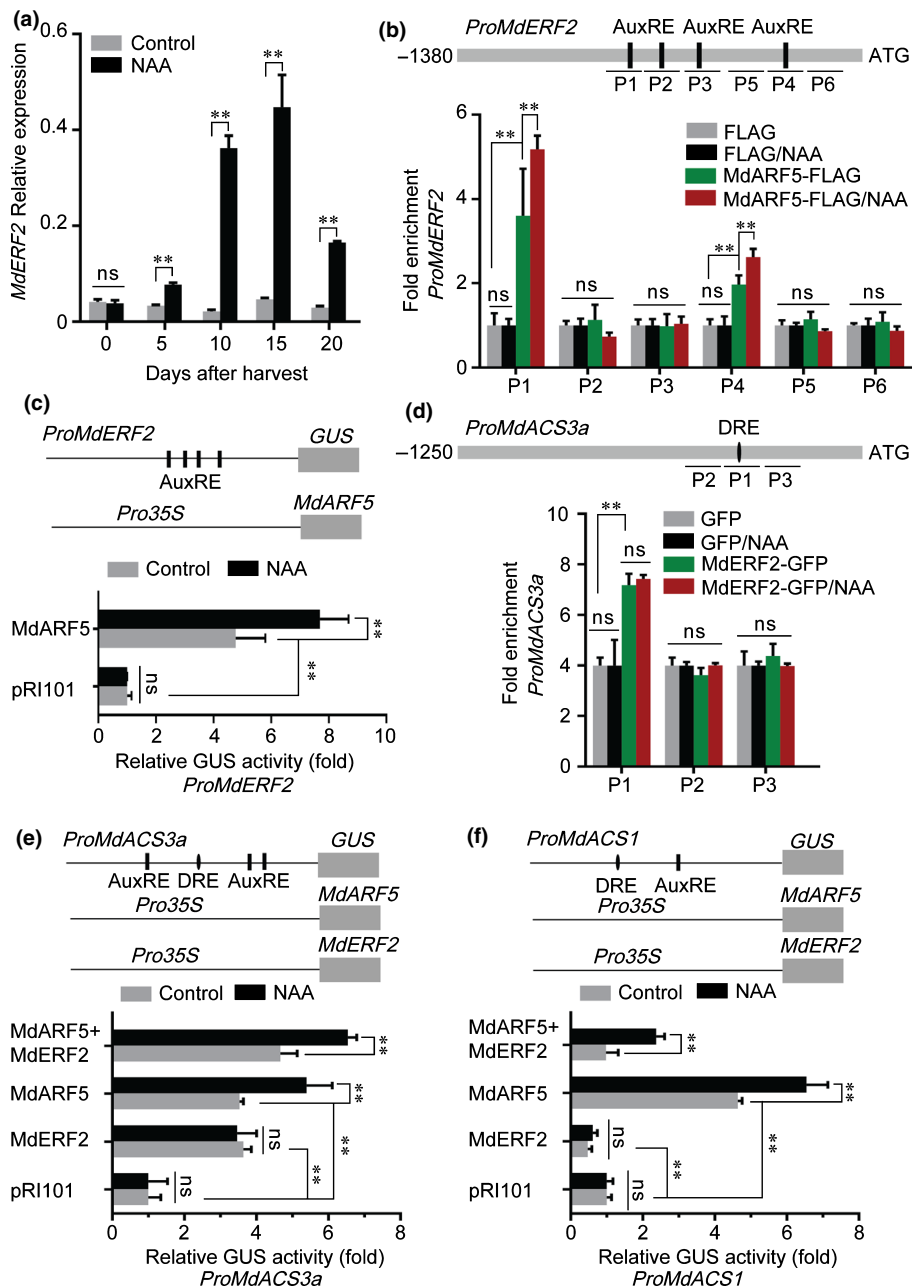 (a)
Control
NAA
MdERF2 Relative expression
0.6
0.4
0.2
0
ns
**
**
**
**
0 5 10 15 20
Days after harvest
(b)
ProMdERF2
AuxRE AuxRE AuxRE
–1380
ATG
P1 P2 P3 P5 P4 P6
Fold enrichment
ProMdERF2
6
4
2
0
FLAG
FLAG/NAA
MdARF5-FLAG
MdARF5-FLAG/NAA
** **
ns
ns
ns
** **
ns
ns
ns
P1 P2 P3 P4 P5 P6
(c)
ProMdERF2
GUS
AuxRE
Pro35S
MdARF5
Control NAA
MdARF5
pRI101
**
**
ns
0 2 4 6 8 10
Relative GUS activity (fold)
ProMdERF2
(d)
ProMdACS3a
DRE
–1250
ATG
P2 P1 P3
Fold enrichment
ProMdACS3a
10
8
6
4
2
0
GFP
GFP/NAA
MdERF2-GFP
MdERF2-GFP/NAA
**
ns
ns
ns
ns
P1 P2 P3
(e)
ProMdACS3a
GUS
AuxRE DRE AuxRE
Pro35S
MdARF5
Pro35S
MdERF2
Control NAA
MdARF5+
MdERF2
MdARF5
MdERF2
pRI101
**
**
ns
**
**
ns
0 2 4 6 8
Relative GUS activity (fold)
ProMdACS3a
(f)
ProMdACS1
GUS
DRE AuxRE
Pro35S
MdARF5
Pro35S
MdERF2
Control NAA
MdARF5+
MdERF2
MdARF5
MdERF2
pRI101
**
**
ns
**
**
ns
0 2 4 6 8
Relative GUS activity (fold)
ProMdACS1